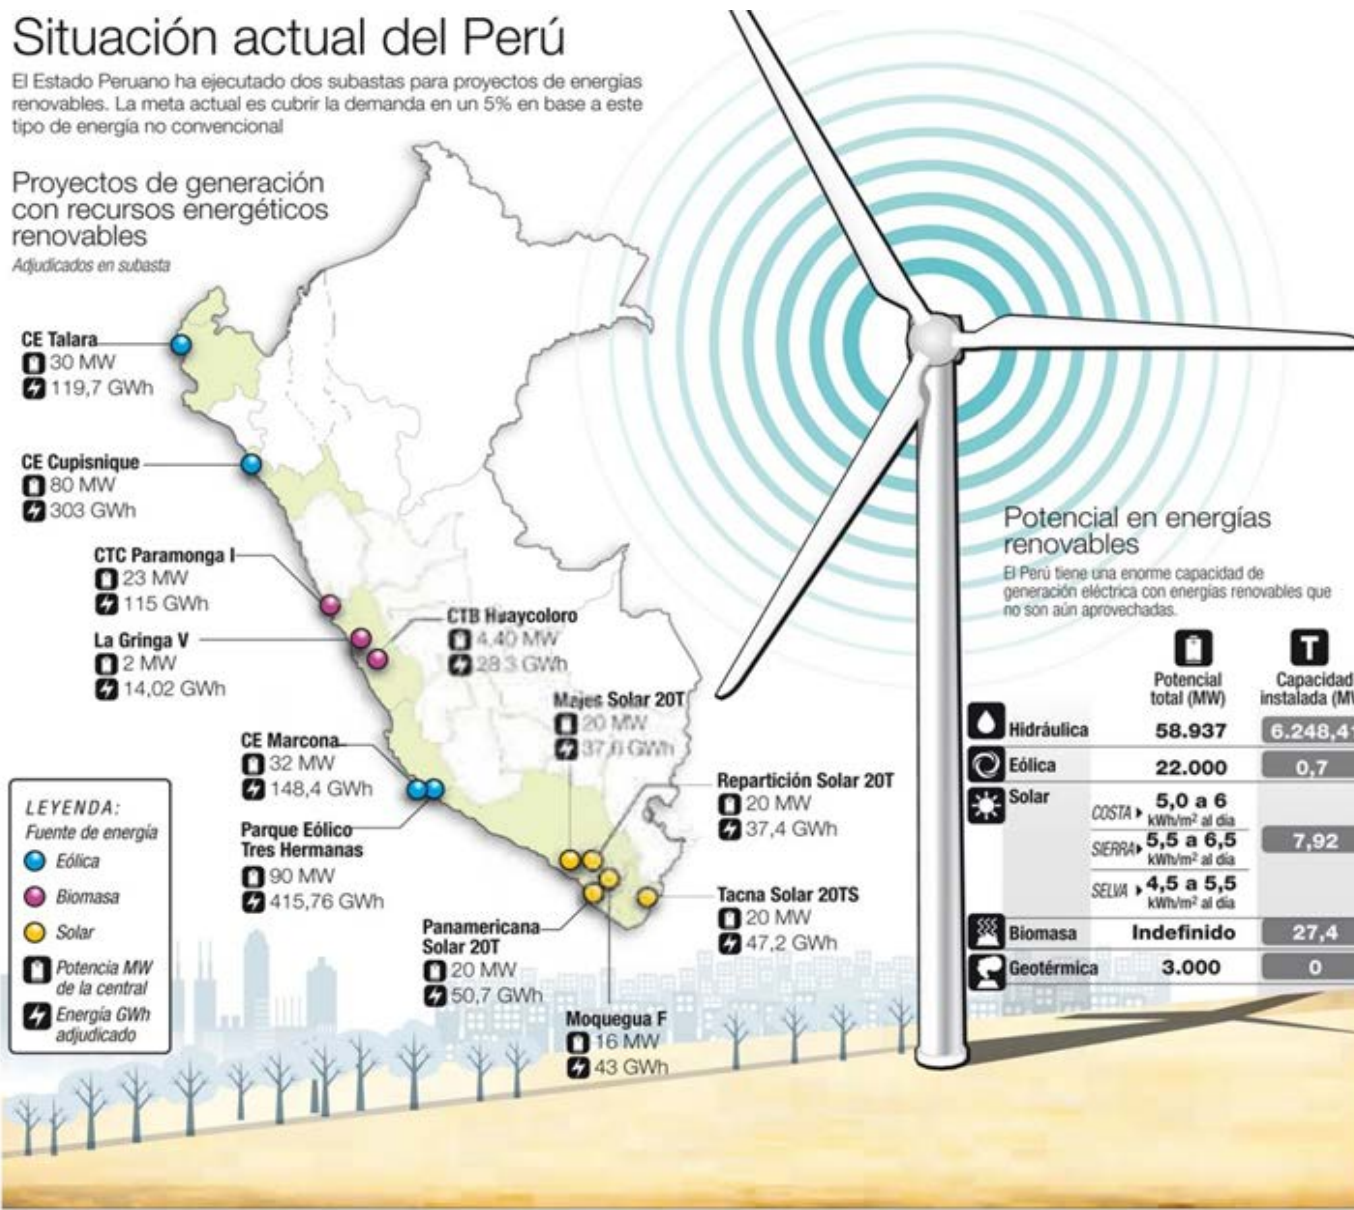 Situación actual del Perú
El Estado Peruano ha ejecutado dos subastas para proyectos de energías
renovables. La meta actual es cubrir la demanda en un 5% en base a este
tipo de energía no convencional
Proyectos de generación
con recursos energéticos
renovables
Adjudicados en subasta
CE Talara
30 MW
119,7 GWh
CE Cupisnique
80 MW
303 GWh
CTC Paramonga I
23 MW
115 GWh
La Gringa V
2 MW
14,02 GWh
CTB Huaycoloro
4.40 MW
28.3 GWh
CE Marcona
32 MW
148,4 GWh
Parque Eólico
Tres Hermanas
90 MW
415,76 GWh
Majes Solar 20T
20 MW
37,6 GWh
Repartición Solar 20T
20 MW
37,4 GWh
Tacna Solar 20TS
20 MW
47,2 GWh
Panamericana
Solar 20T
20 MW
50,7 GWh
Moquegua F
16 MW
43 GWh
LEYENDA:
Fuente de energía
Eólica
Biomasa
Solar
Potencia MW
de la central
Energía GWh
adjudicado
Potencial en energías
renovables
El Perú tiene una enorme capacidad de
generación eléctrica con energías renovables que
no son aún aprovechadas.
T
Potencial
total (MW)
Capacidad
instalada
Hidráulica 58.937 6.248,4
Eólica 22.000 0,7
Solar
COSTA 5,0 a 6
kWh/m² al día
SIERRA 5,5 a 6,5
kWh/m² al día
7,92
SELVA 4,5 a 5,5
kWh/m² al día
Biomasa Indefinido 27,4
Geotérmica 3.000 0